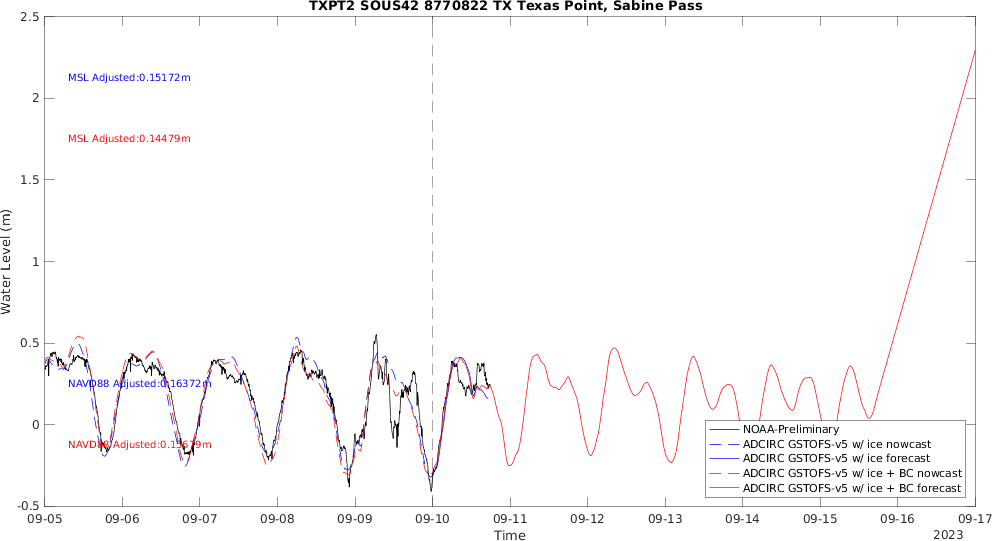 TXPT2 SOUS42 8770822 TX Texas Point, Sabine Pass
2.5
2
1.5
1
0.5
0
-0.5
Water Level (m)
MSL Adjusted:0.15172m
MSL Adjusted:0.14479m
NAVD88 Adjusted:0.16372m
NAVD88 Adjusted:0.15679m
NOAA-Preliminary
ADCIRC GSTOFS-v5 w/ ice nowcast
ADCIRC GSTOFS-v5 w/ ice forecast
ADCIRC GSTOFS-v5 w/ ice + BC nowcast
ADCIRC GSTOFS-v5 w/ ice + BC forecast
09-05 09-06 09-07 09-08 09-09 09-10 09-11 09-12 09-13 09-14 09-15 09-16 09-17
Time
2023